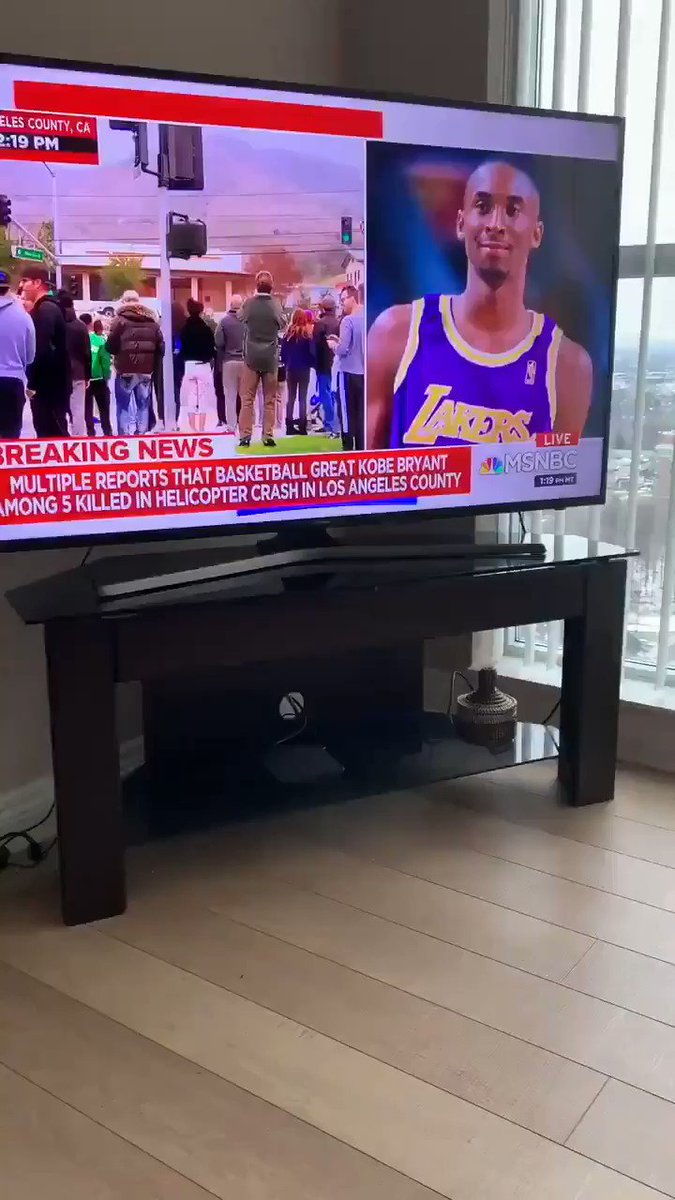 ELES COUNTY, CA
2:19 PM
LAKERS
BREAKING NEWS
MULTIPLE REPORTS THAT BASKETBALL GREAT KOBE BRYANT
AMONG 5 KILLED IN HELICOPTER CRASH IN LOS ANGELES COUNTY
LIVE
MSNBC
1:19 PM MT